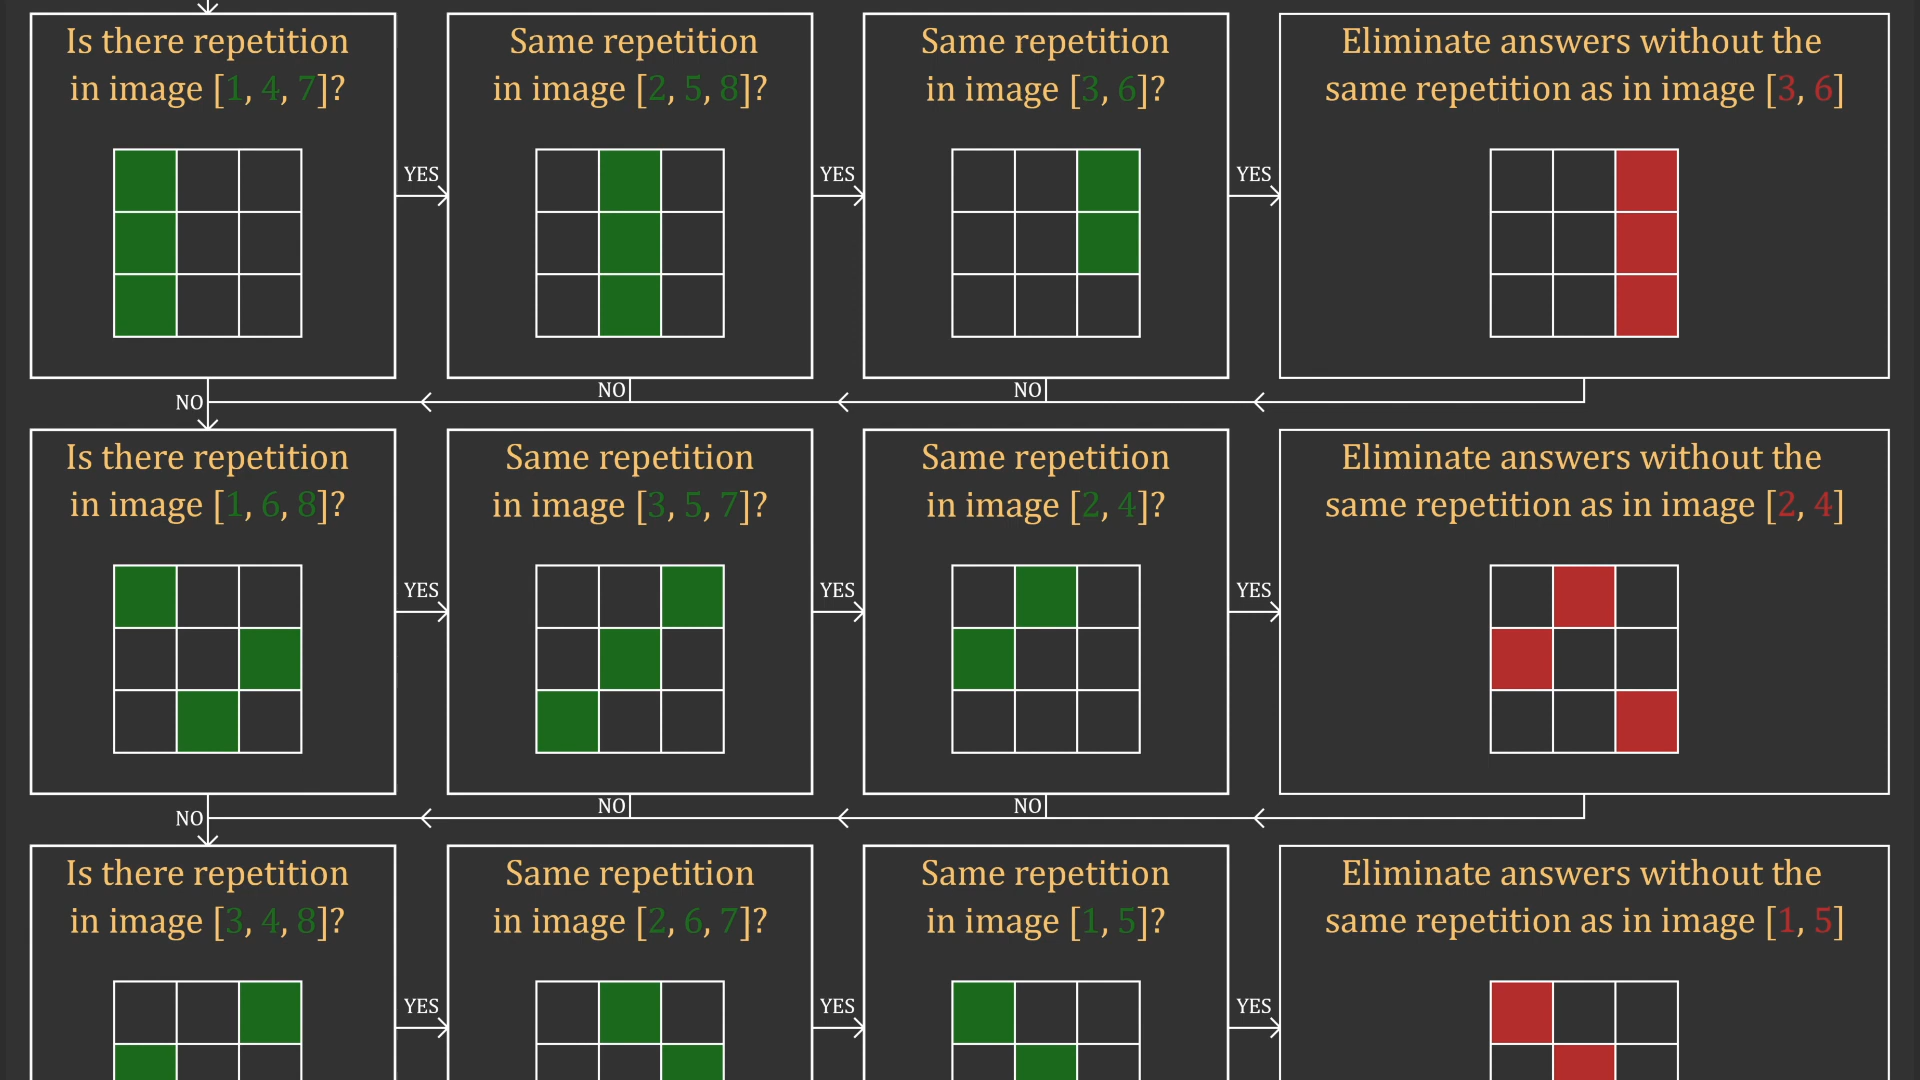 Is there repetition
in image [1, 4, 7]?
YES
Same repetition
in image [2, 5, 8]?
YES
Same repetition
in image [3, 6]?
YES
Eliminate answers without the
same repetition as in image [3, 6]
NO
NO
NO
Is there repetition
in image [1, 6, 8]?
YES
Same repetition
in image [3, 5, 7]?
YES
Same repetition
in image [2, 4]?
YES
Eliminate answers without the
same repetition as in image [2, 4]
NO
NO
NO
Is there repetition
in image [3, 4, 8]?
YES
Same repetition
in image [2, 6, 7]?
YES
Same repetition
in image [1, 5]?
YES
Eliminate answers without the
same repetition as in image [1, 5]